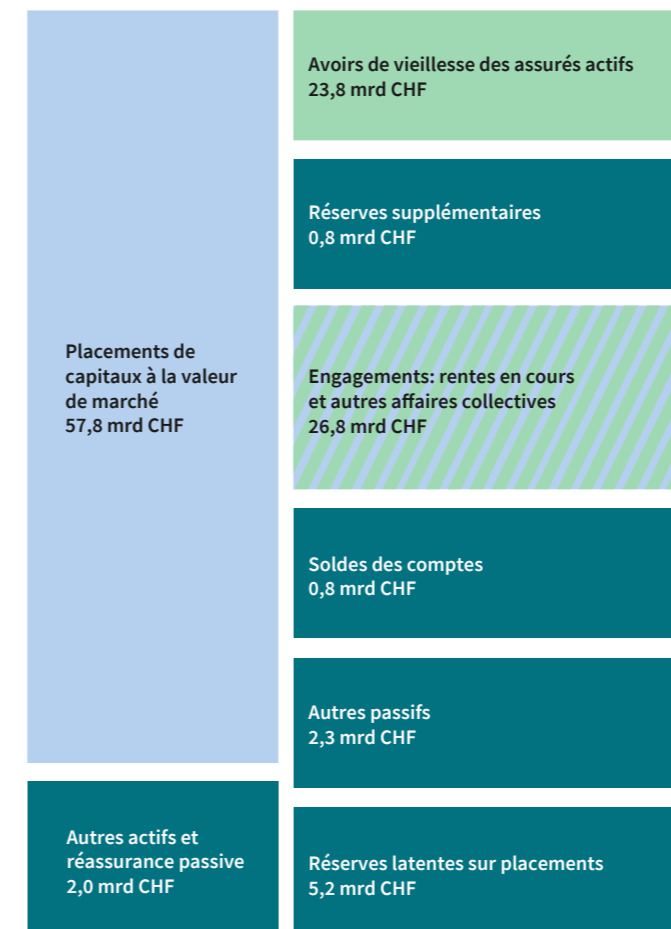 Placements de
capitaux à la valeur
de marché
57,8 mrd CHF
Autres actifs et
réassurance passive
2,0 mrd CHF
Avoirs de vieillesse des assurés actifs
23,8 mrd CHF
Réserves supplémentaires
0,8 mrd CHF
Engagements: rentes en cours
et autres affaires collectives
26,8 mrd CHF
Soldes des comptes
0,8 mrd CHF
Autres passifs
2,3 mrd CHF
Réserves latentes sur placements
5,2 mrd CHF